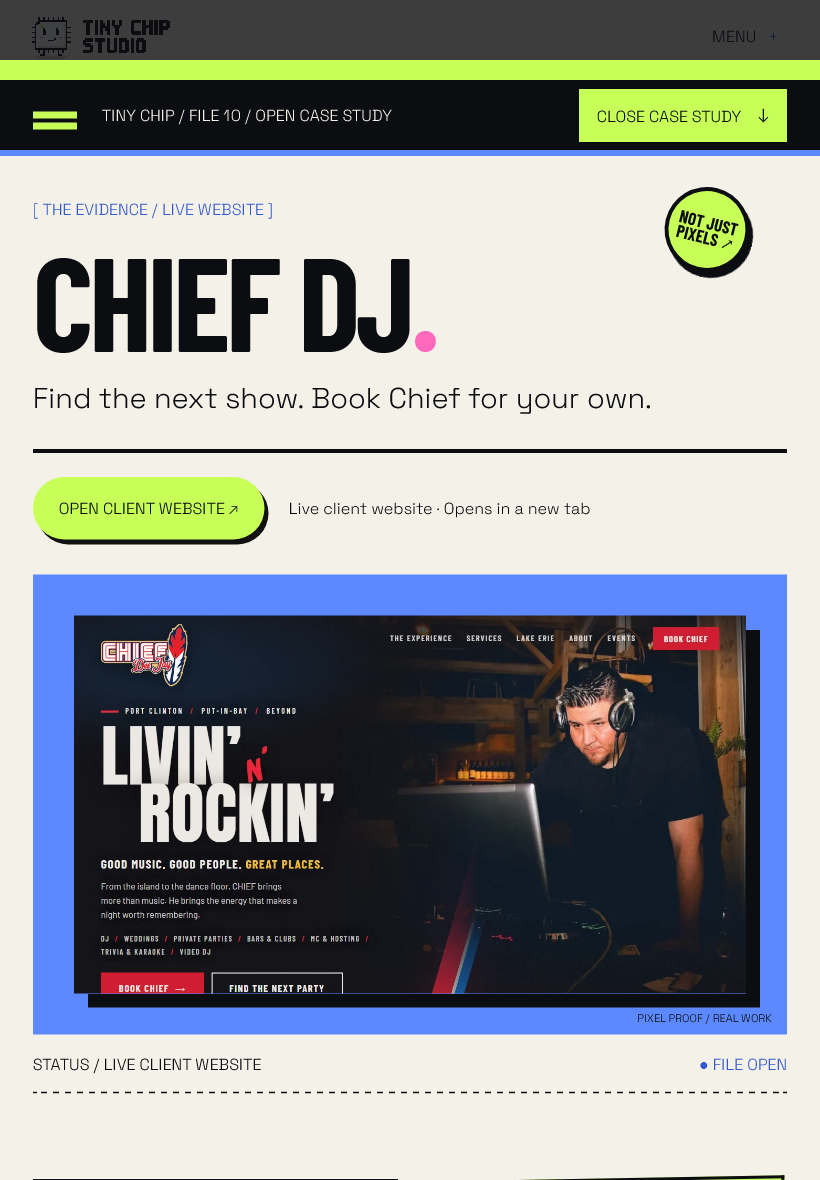 TINY CHIP
STUDIO
MENU +
TINY CHIP / FILE 10 / OPEN CASE STUDY
CLOSE CASE STUDY ↓
[ THE EVIDENCE / LIVE WEBSITE ]
NOT JUST
PIXELS ↗
CHIEF DJ.
Find the next show. Book Chief for your own.
OPEN CLIENT WEBSITE ↗
Live client website · Opens in a new tab
CHIEF
THE EXPERIENCE SERVICES LAKE ERIE ABOUT EVENTS BOOK CHIEF
PORT CLINTON / PUT-IN-BAY / BEYOND
LIVIN’ N’
ROCKIN’
GOOD MUSIC. GOOD PEOPLE. GREAT PLACES.
From the island to the dance floor. CHIEF brings
more than music. He brings the energy that makes a
night worth remembering.
DJ / WEDDINGS / PRIVATE PARTIES / BARS & CLUBS / MC & HOSTING /
TRIVIA & KARAOKE / VIDEO DJ
BOOK CHIEF →
FIND THE NEXT PARTY
PIXEL PROOF / REAL WORK
STATUS / LIVE CLIENT WEBSITE
● FILE OPEN